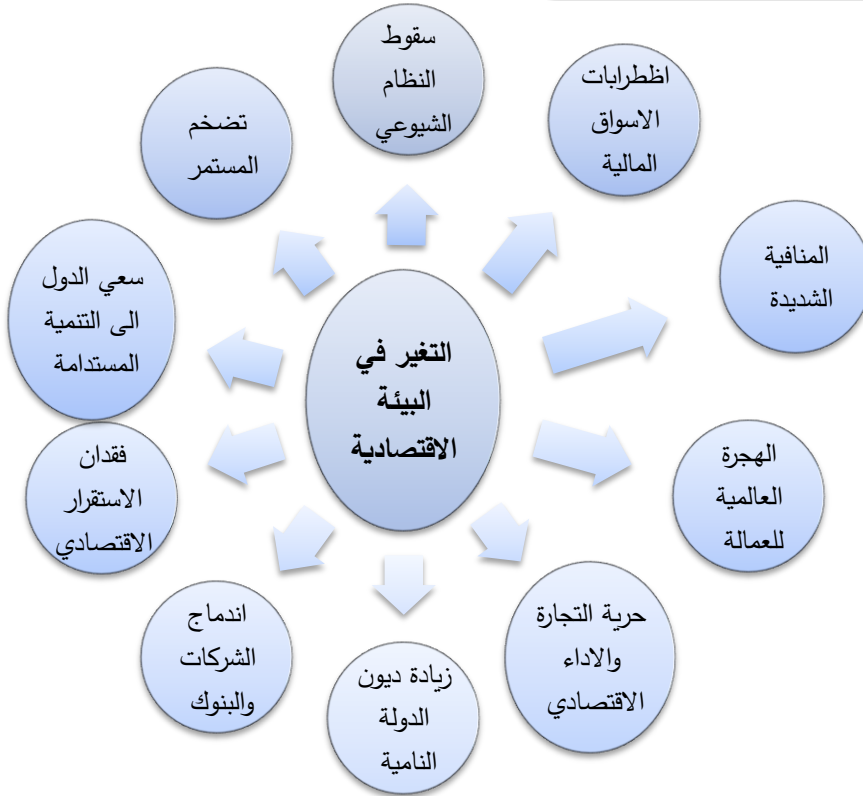 سقوط
النظام
الشيوعي
اظطرابات
الاسواق
المالية
المنافية
الشديدة
الهجرة
العالمية
للعمالة
حرية التجارة
والاداء
الاقتصادي
زيادة ديون
الدولة
النامية
اندماج
الشركات
والبنوك
فقدان
الاستقرار
الاقتصادي
سعي الدول
الى التنمية
المستدامة
تضخم
المستمر
التغير في
البيئة
الاقتصادية